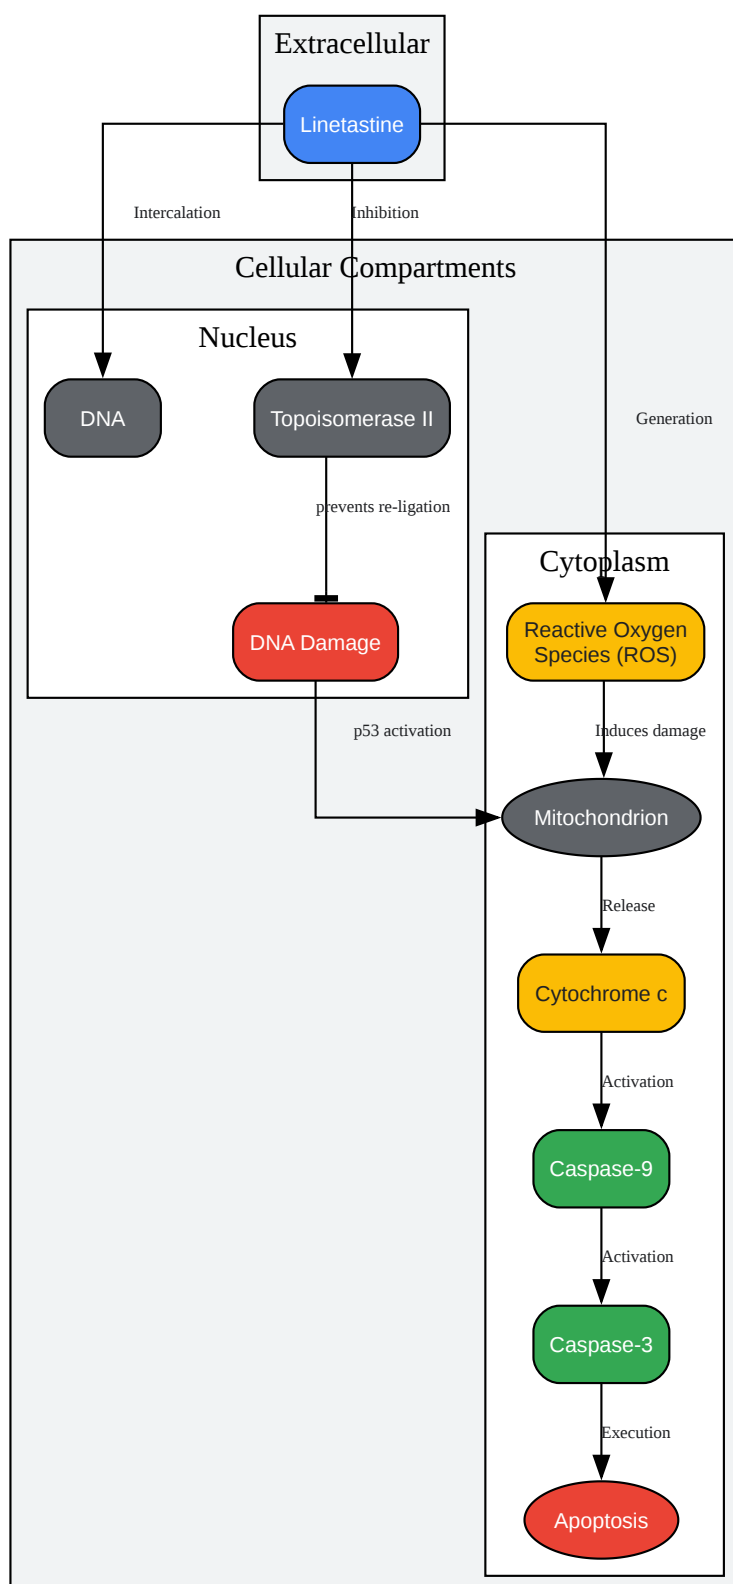 Extracellular
Linetastine
Intercalation
Inhibition
Cellular Compartments
Nucleus
DNA
Topoisomerase II
Generation
prevents re-ligation
Cytoplasm
DNA Damage
Reactive Oxygen
Species (ROS)
p53 activation
Induces damage
Mitochondrion
Release
Cytochrome c
Activation
Caspase-9
Activation
Caspase-3
Execution
Apoptosis